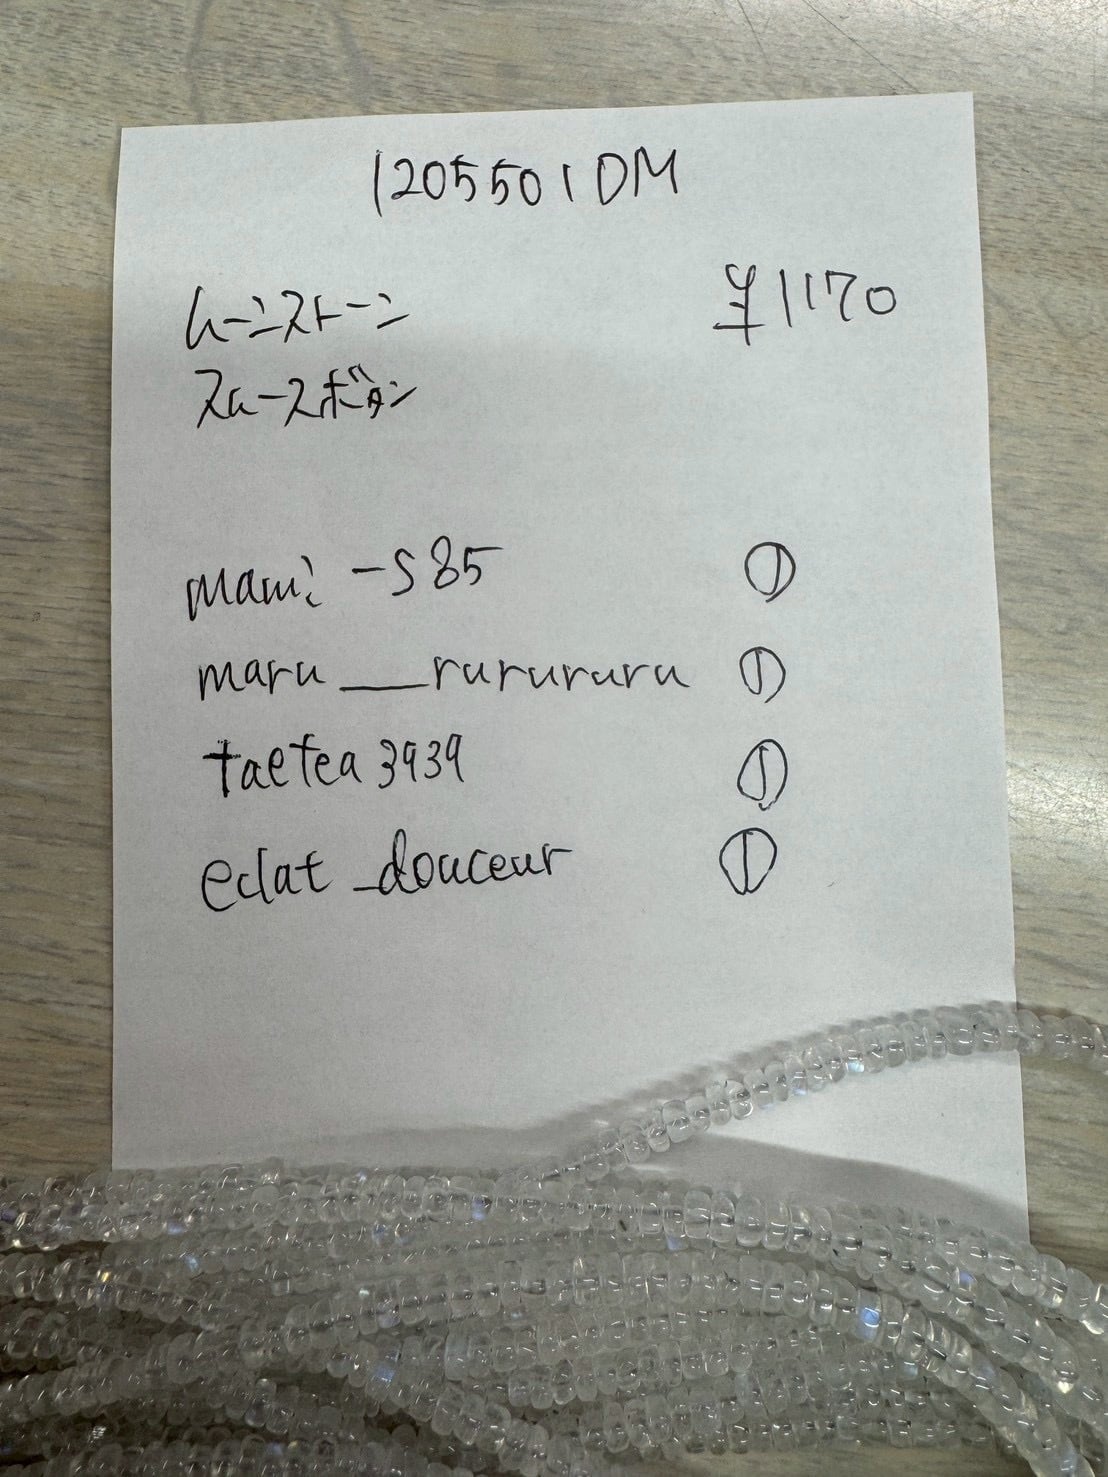 1205501DM
ムーンストーン ¥1170
スムースボタン
mami-s85 ①
maru__rurururu ①
taetea3939 ①
eclat_douceur ①